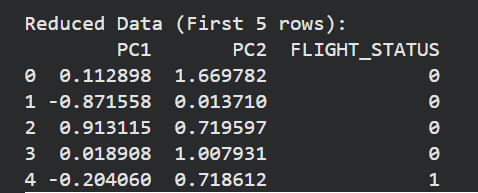 Reduced Data (First 5 rows):
PC1 PC2 FLIGHT_STATUS
0 0.112898 1.669782 0
1 -0.871558 0.013710 0
2 0.913115 0.719597 0
3 0.018908 1.007931 0
4 -0.204060 0.718612 1